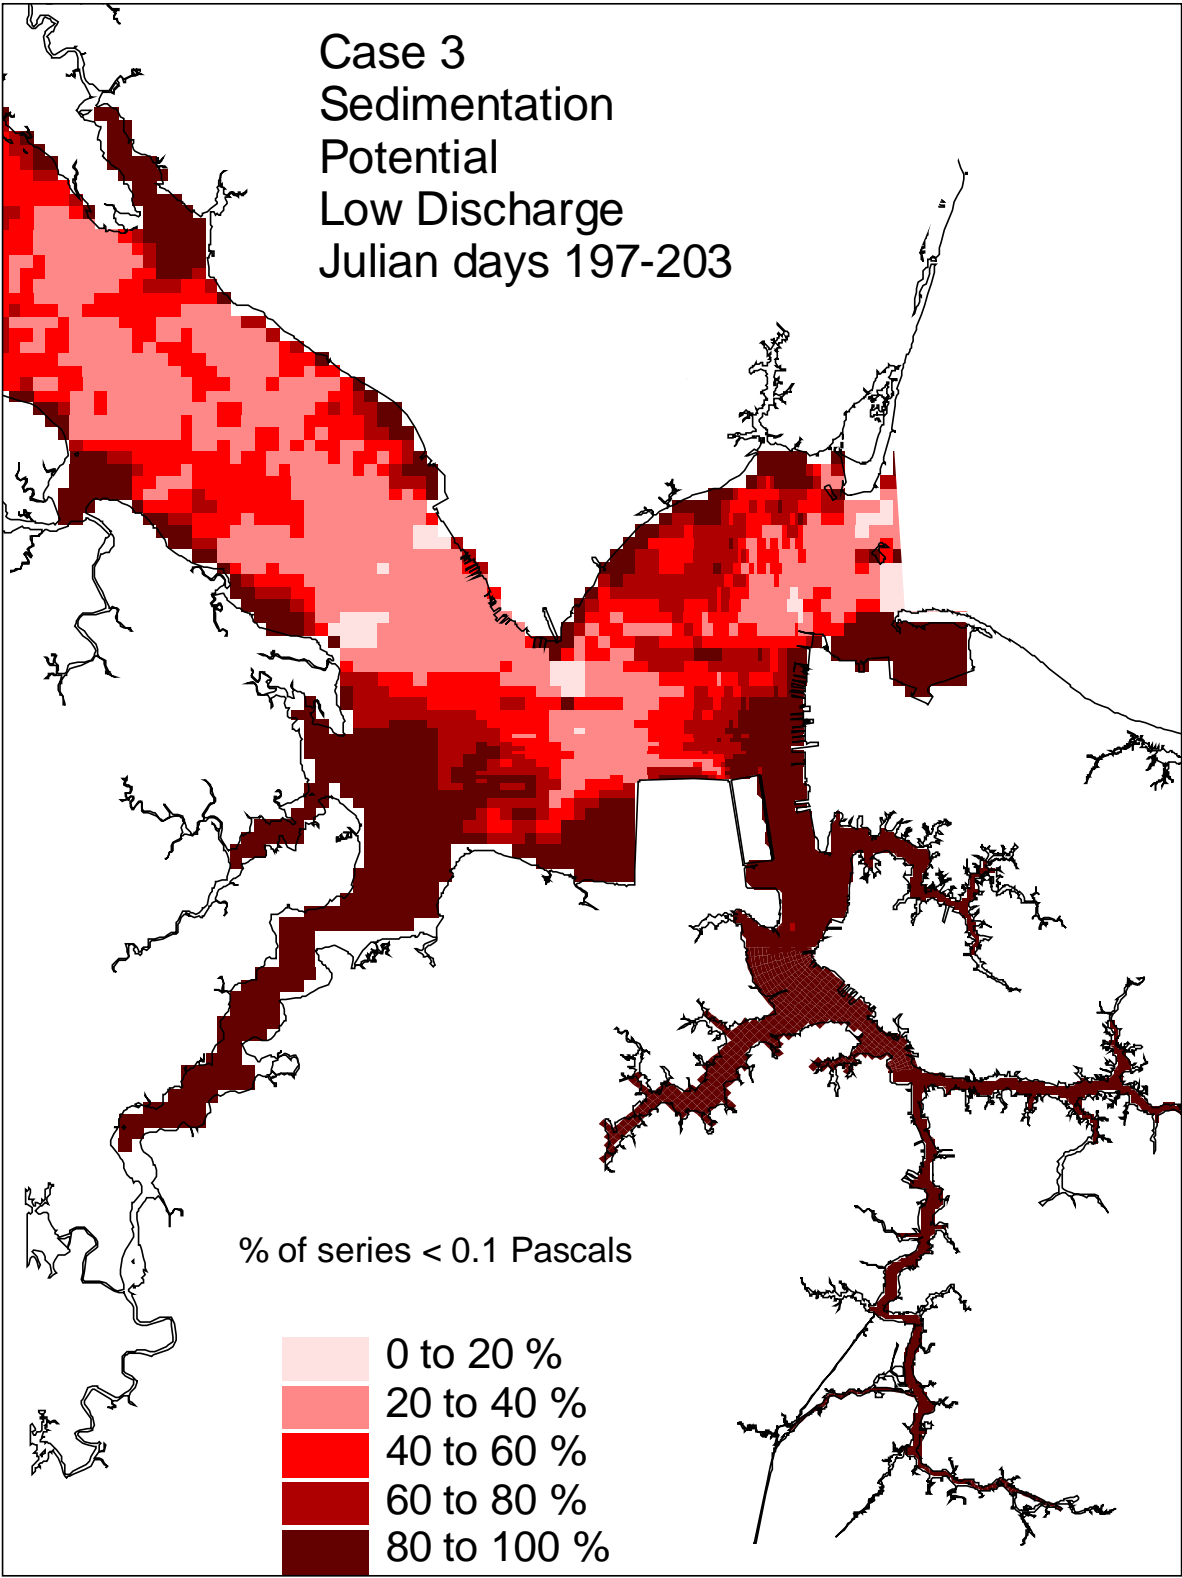 Case 3
Sedimentation
Potential
Low Discharge
Julian days 197-203
% of series < 0.1 Pascals
0 to 20 %
20 to 40 %
40 to 60 %
60 to 80 %
80 to 100 %